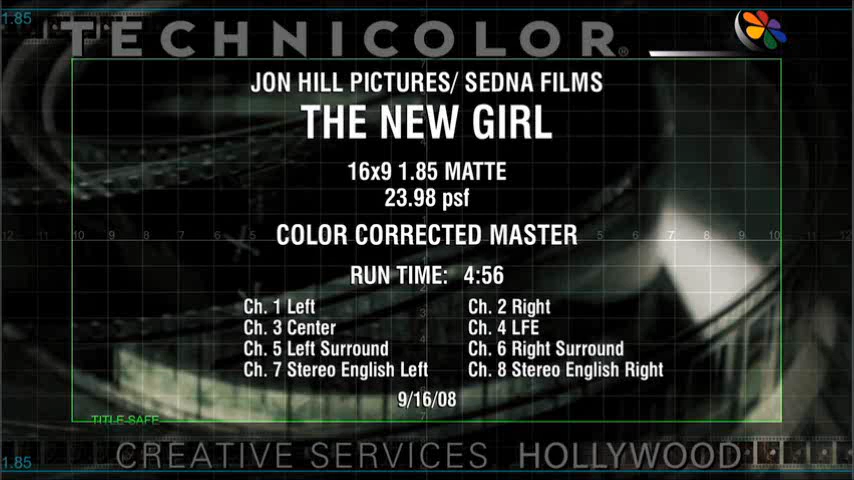 1.85
TECHNICOLOR®
JON HILL PICTURES/ SEDNA FILMS
THE NEW GIRL
16x9 1.85 MATTE
23.98 psf
12 11 10 9 8 7 6 5 5 6 7 8 9 10 11 12
COLOR CORRECTED MASTER
RUN TIME: 4:56
Ch. 1 Left Ch. 2 Right
Ch. 3 Center Ch. 4 LFE
Ch. 5 Left Surround Ch. 6 Right Surround
Ch. 7 Stereo English Left Ch. 8 Stereo English Right
9/16/08
TITLE SAFE
CREATIVE SERVICES HOLLYWOOD
1.85